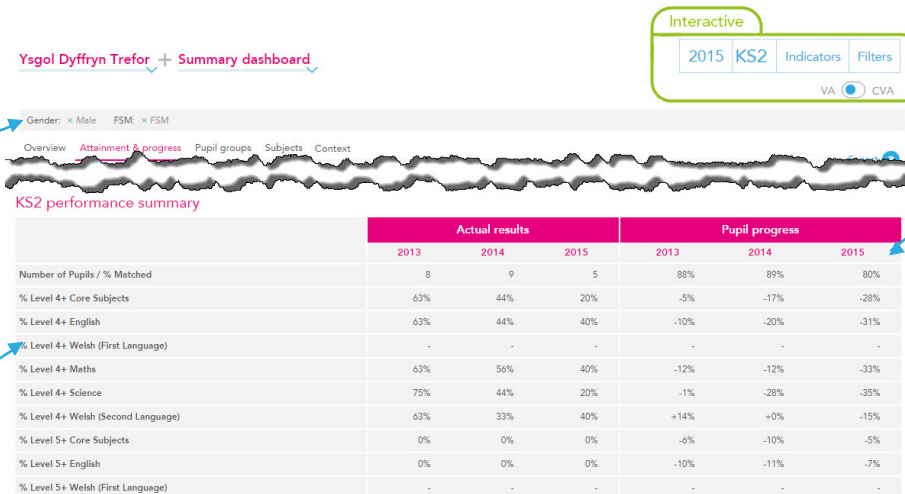 Interactive
2015 KS2 Indicators Filters
VA CVA
Ysgol Dyffryn Trefor + Summary dashboard
Gender: × Male FSM: × FSM
Overview Attainment & progress Pupil groups Subjects Context
KS2 performance summary
Actual results Pupil progress
2013 2014 2015 2013 2014 2015
Number of Pupils / % Matched 8 9 5 88% 89% 80%
% Level 4+ Core Subjects 63% 44% 20% -5% -17% -28%
% Level 4+ English 63% 44% 40% -10% -20% -31%
% Level 4+ Welsh (First Language) - - - - - -
% Level 4+ Maths 63% 56% 40% -12% -12% -33%
% Level 4+ Science 75% 44% 20% -1% -28% -35%
% Level 4+ Welsh (Second Language) 63% 33% 40% +14% +0% -15%
% Level 5+ Core Subjects 0% 0% 0% -6% -10% -5%
% Level 5+ English 0% 0% 0% -10% -11% -7%
% Level 5+ Welsh (First Language) - - - - - -